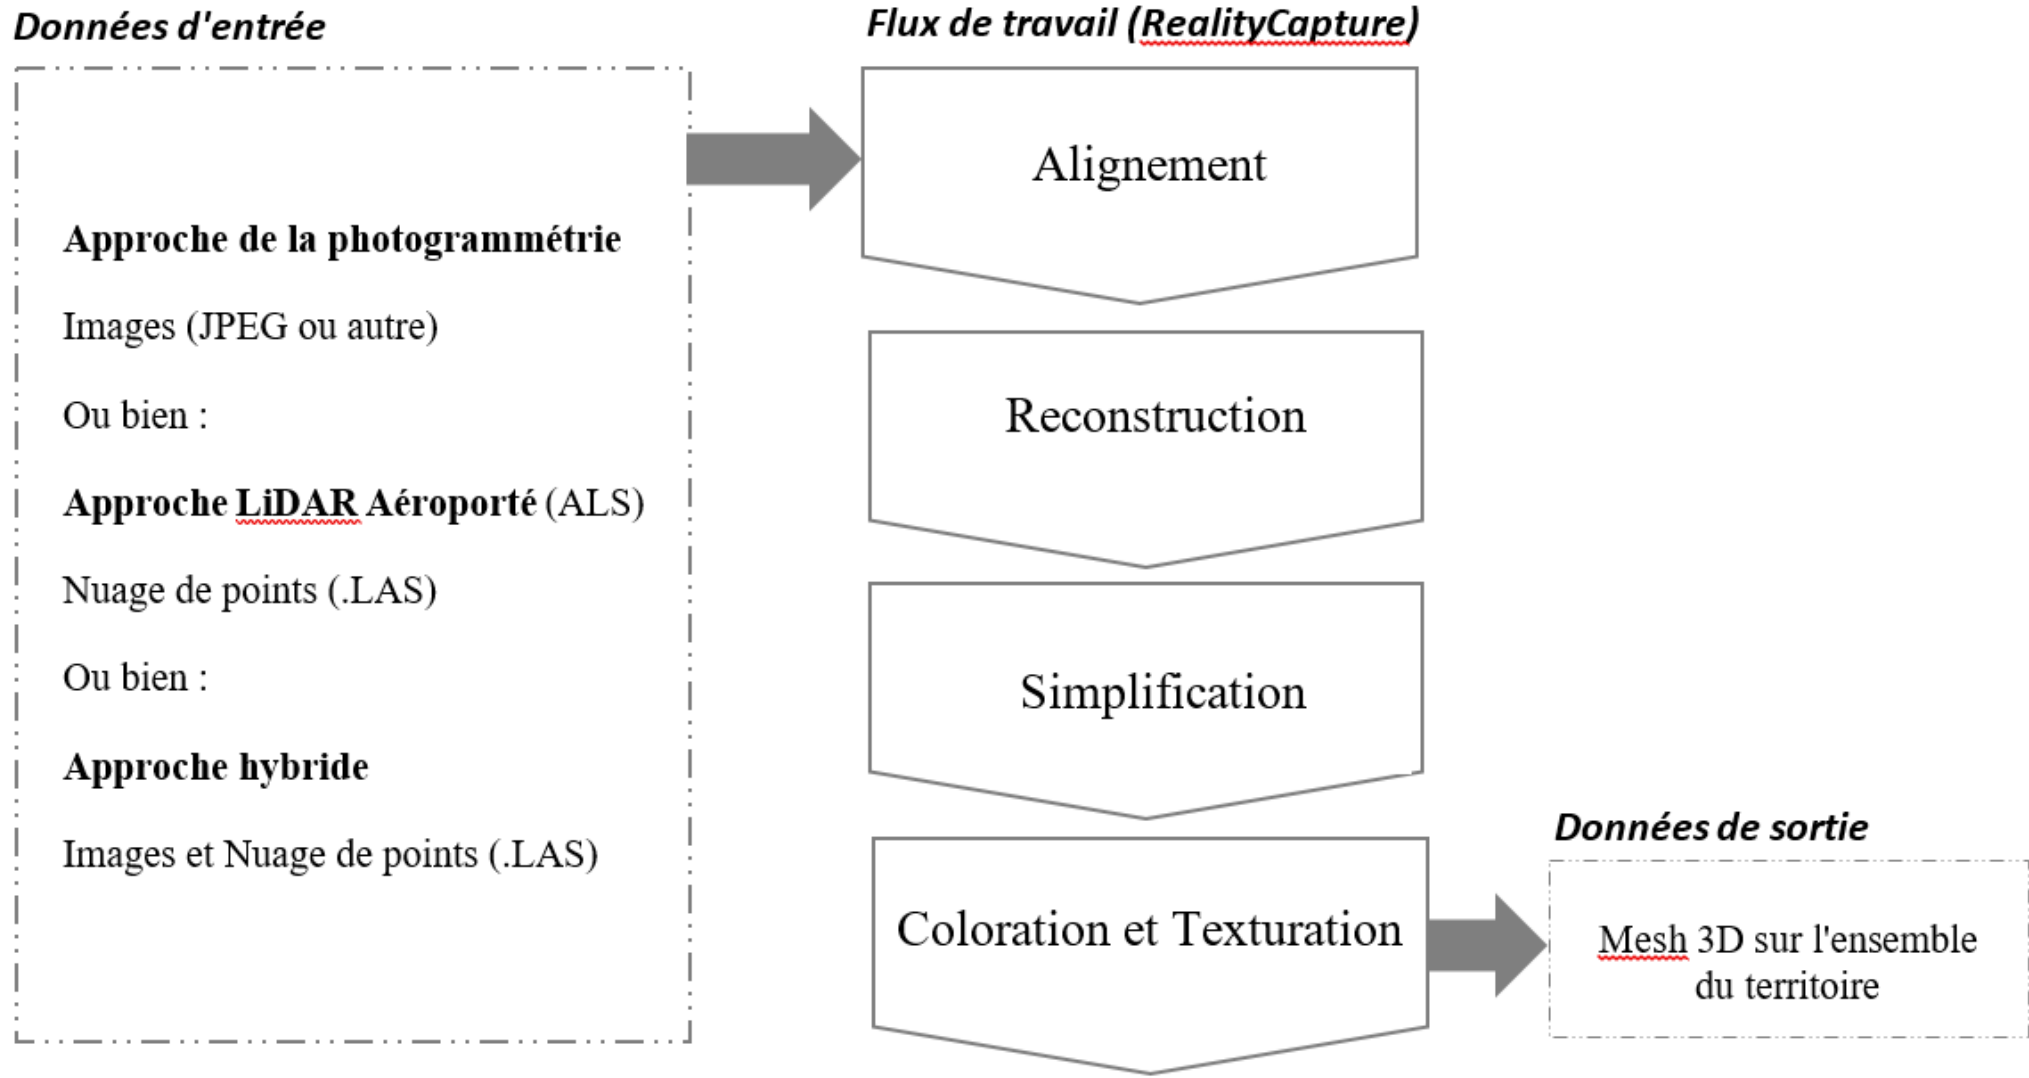 Données d'entrée
Approche de la photogrammétrie
Images (JPEG ou autre)
Ou bien :
Approche LiDAR Aéroporté (ALS)
Nuage de points (.LAS)
Ou bien :
Approche hybride
Images et Nuage de points (.LAS)
Flux de travail (RealityCapture)
Alignement
Reconstruction
Simplification
Coloration et Texturation
Données de sortie
Mesh 3D sur l'ensemble
du territoire